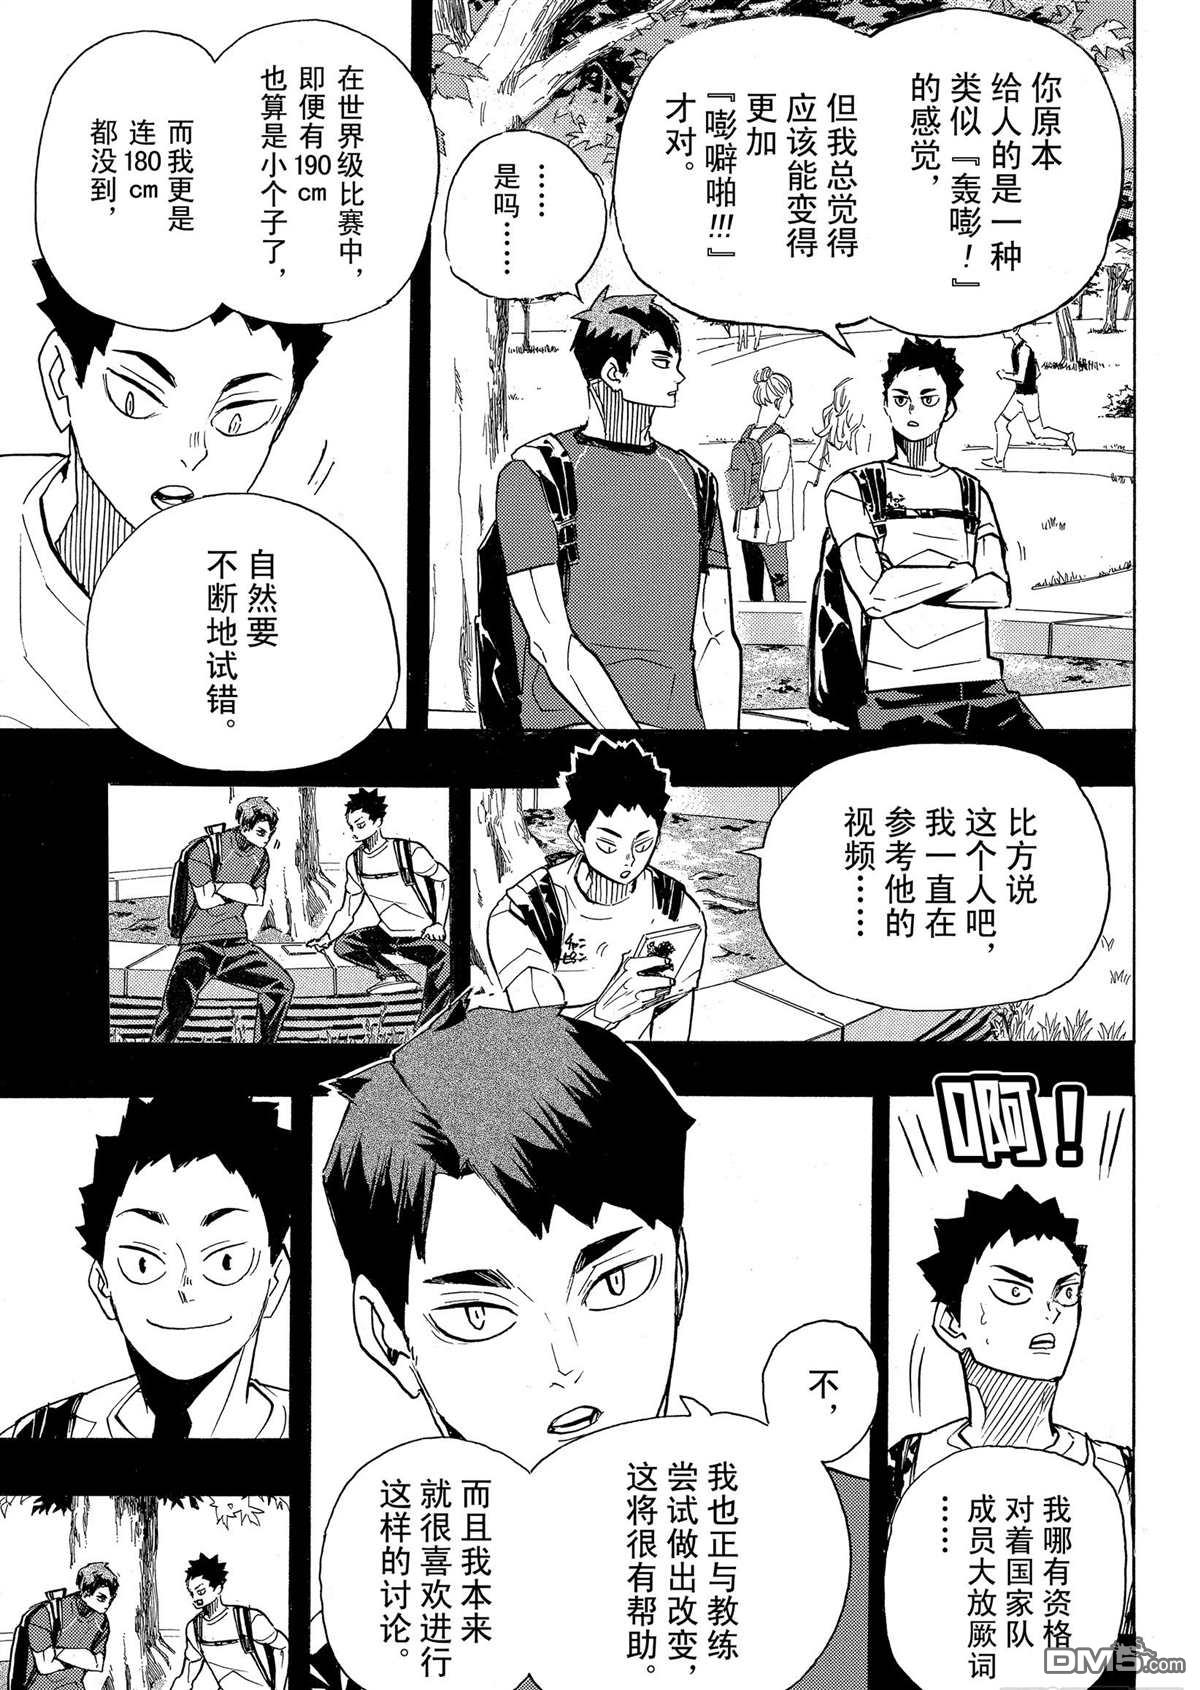 你原本
给人的是一种
类似『轰嘭！』
的感觉，
但我总觉得
应该能变得
更加
『嘭噼啪!!!』
才对。
……
是吗……
在世界级比赛中，
即便有190cm
也算是小个子了，
而我更是
连180cm
都没到，
自然要
不断地试错。
比方说
这个人吧，
我一直在
参考他的
视频……
啊！
我哪有资格
对着国家队
成员大放厥词
……
不，
我也正与教练
尝试做出改变，
这将很有帮助。
而且我本来
就很喜欢进行
这样的讨论。
DM5.com